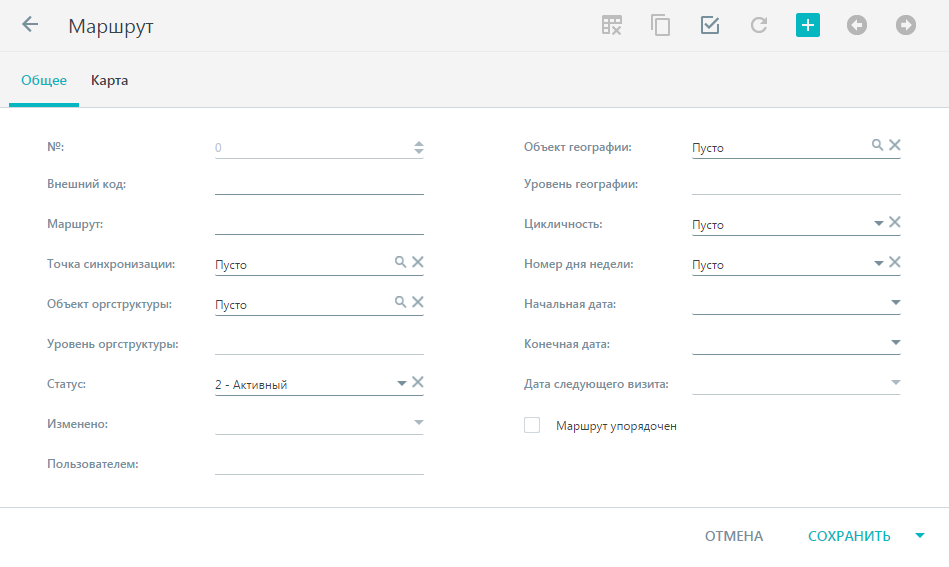 Маршрут
Общее Карта
№: 0
Внешний код:
Маршрут:
Точка синхронизации: Пусто
Объект оргструктуры: Пусто
Уровень оргструктуры:
Статус: 2 - Активный
Изменено:
Пользователем:
Объект географии: Пусто
Уровень географии:
Цикличность: Пусто
Номер дня недели: Пусто
Начальная дата:
Конечная дата:
Дата следующего визита:
Маршрут упорядочен
ОТМЕНА СОХРАНИТЬ